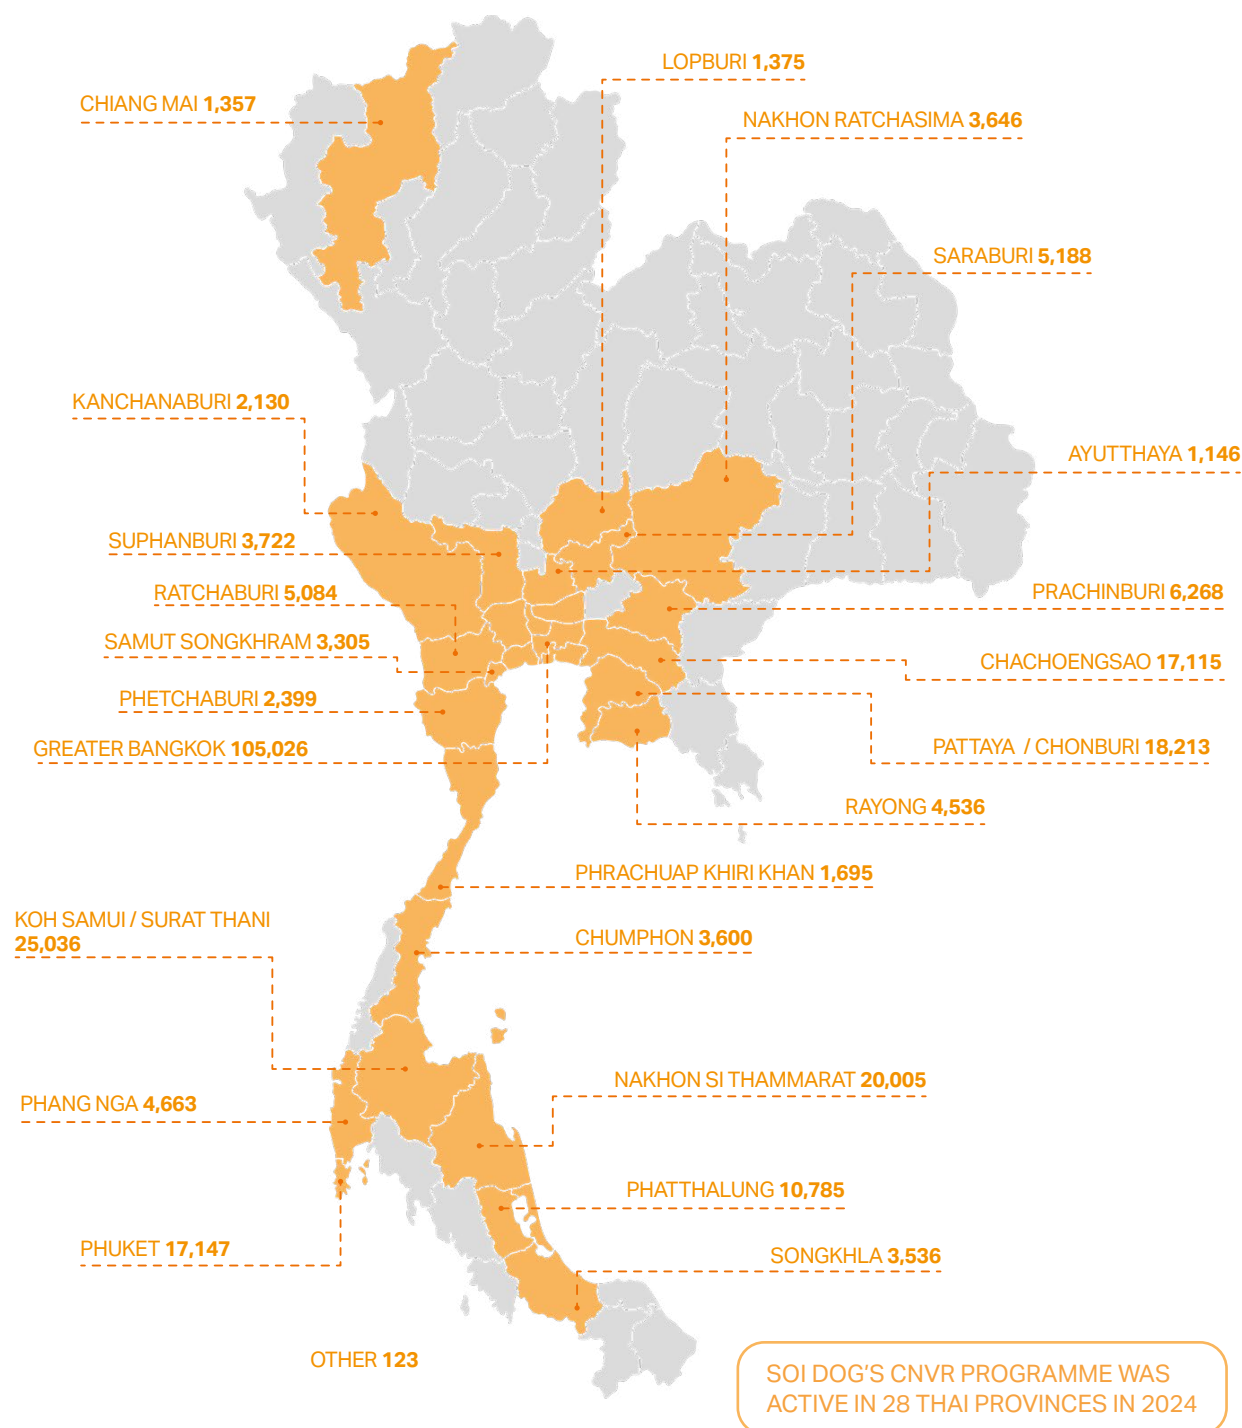 LOPBURI 1,375
CHIANG MAI 1,357
NAKHON RATCHASIMA 3,646
SARABURI 5,188
KANCHANABURI 2,130
AYUTTHAYA 1,146
SUPHANBURI 3,722
RATCHABURI 5,084
PRACHINBURI 6,268
SAMUT SONGKHRAM 3,305
CHACHOENGSAO 17,115
PHETCHABURI 2,399
GREATER BANGKOK 105,026
PATTAYA / CHONBURI 18,213
RAYONG 4,536
PHRACHUAP KHIRI KHAN 1,695
KOH SAMUI / SURAT THANI
25,036
CHUMPHON 3,600
NAKHON SI THAMMARAT 20,005
PHANG NGA 4,663
PHATTHALUNG 10,785
PHUKET 17,147
SONGKHLA 3,536
OTHER 123
SOI DOG'S CNVR PROGRAMME WAS
ACTIVE IN 28 THAI PROVINCES IN 2024